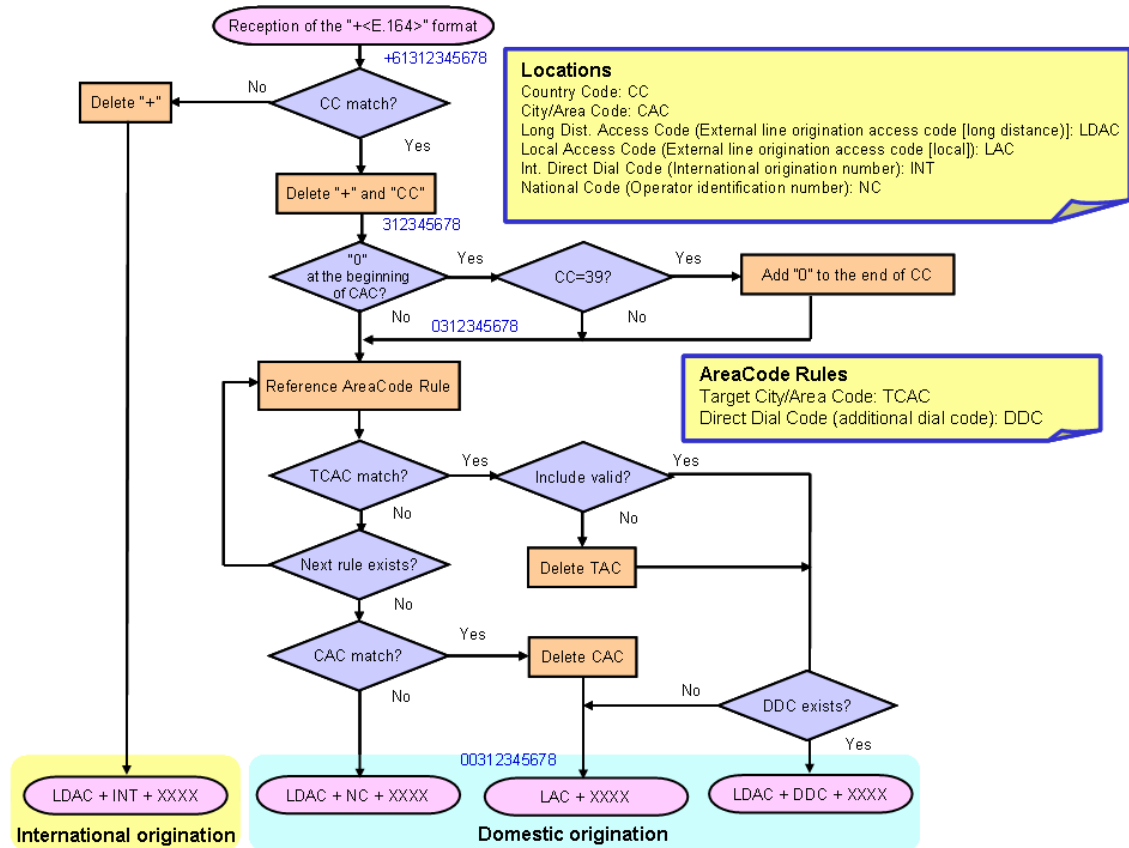 Reception of the "+<E.164>" format
+61312345678
No
Delete "+"
CC match?
Yes
Locations
Country Code: CC
City/Area Code: CAC
Long Dist. Access Code (External line origination access code [long distance)]: LDAC
Local Access Code (External line origination access code [local]): LAC
Int. Direct Dial Code (International origination number): INT
National Code (Operator identification number): NC
Delete "+" and "CC"
312345678
"0"
at the beginning
of CAC?
Yes
CC=39?
Yes
Add "0" to the end of CC
No
0312345678
No
Reference AreaCode Rule
AreaCode Rules
Target City/Area Code: TCAC
Direct Dial Code (additional dial code): DDC
TCAC match?
Yes
Include valid?
Yes
No
No
Next rule exists?
Delete TAC
No
CAC match?
Yes
Delete CAC
No
No
DDC exists?
Yes
00312345678
LDAC + INT + XXXX
LDAC + NC + XXXX
LAC + XXXX
LDAC + DDC + XXXX
International origination
Domestic origination